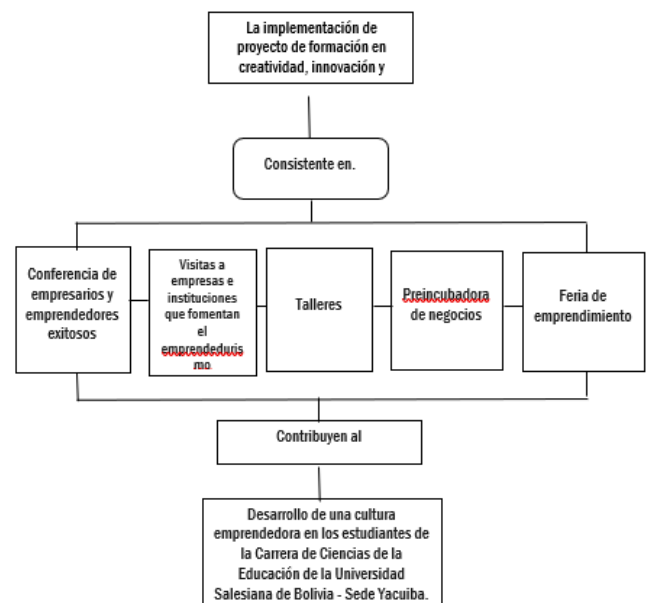 La implementación de
proyecto de formación en
creatividad, innovación y
Consistente en.
Conferencia de
empresarios y
emprendedores
exitosos
Visitas a
empresas e
instituciones
que fomentan
el
emprendeduris
mo.
Talleres
Preincubadora
de negocios
Feria de
emprendimiento
Contribuyen al
Desarrollo de una cultura
emprendedora en los estudiantes de
la Carrera de Ciencias de la
Educación de la Universidad
Salesiana de Bolivia - Sede Yacuiba.